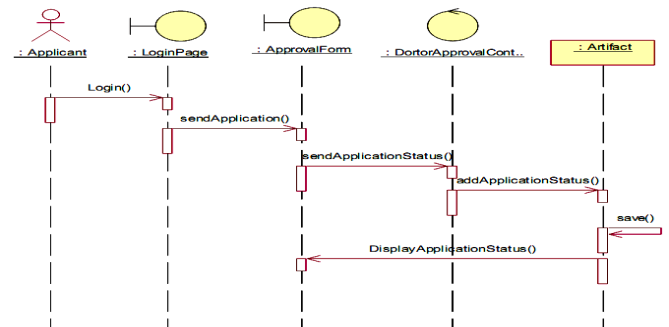 : Applicant
: LoginPage
: ApprovalForm
: DortorApprovalCont..
: Artifact
Login()
sendApplication()
sendApplicationStatus()
addApplicationStatus()
save()
DisplayApplicationStatus()